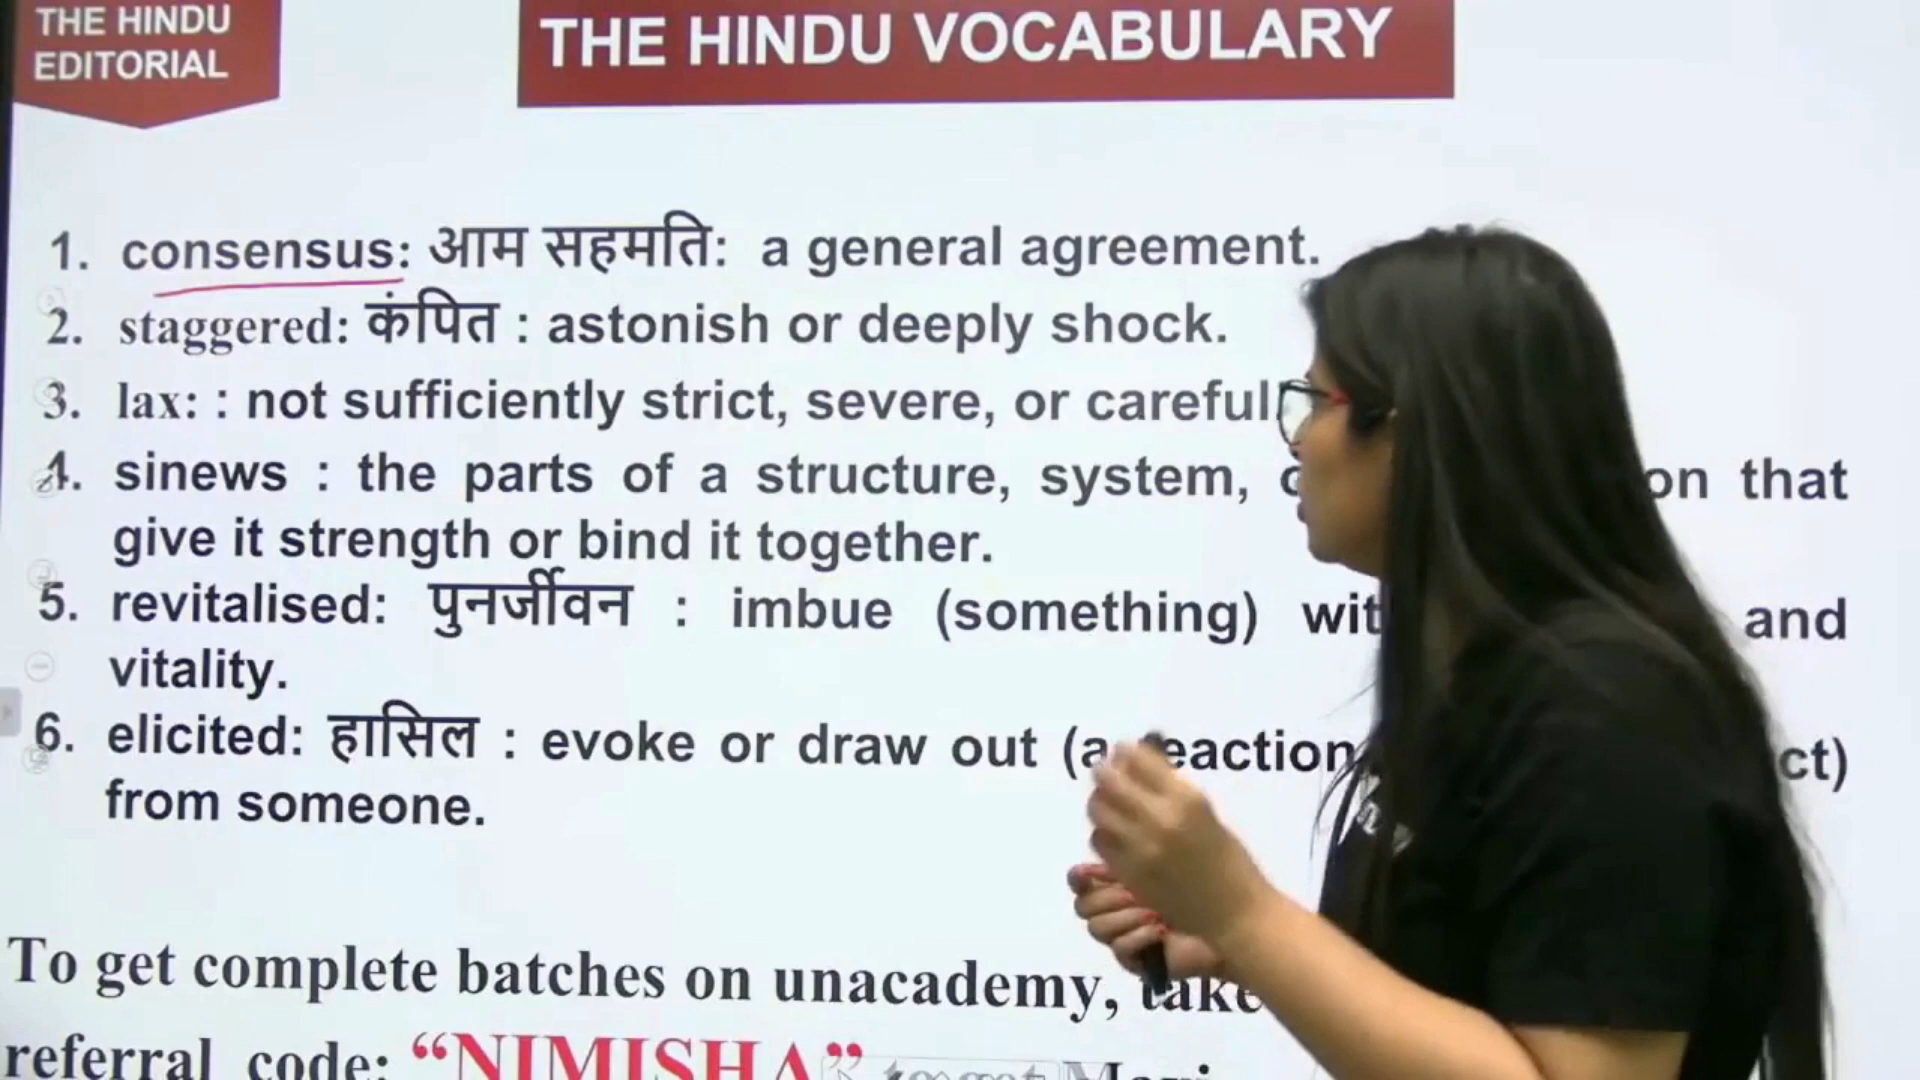 THE HINDU
EDITORIAL
THE HINDU VOCABULARY
1. consensus: आम सहमति: a general agreement.
2. staggered: कंपित : astonish or deeply shock.
3. lax: : not sufficiently strict, severe, or careful
4. sinews : the parts of a structure, system, on that
give it strength or bind it together.
5. revitalised: पुनर्जीवन : imbue (something) wit and
vitality.
6. elicited: हासिल : evoke or draw out (a reaction ct)
from someone.
To get complete batches on unacademy, take
referral code: “NIMISHA”